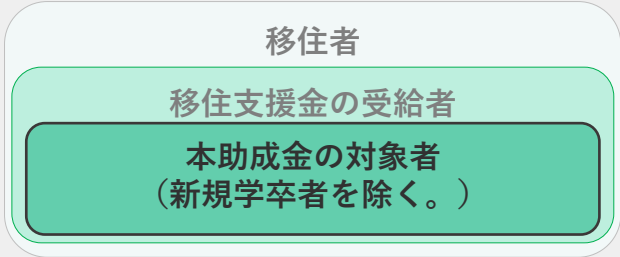 移住者
移住支援金の受給者
本助成金の対象者
（新規学卒者を除く。）